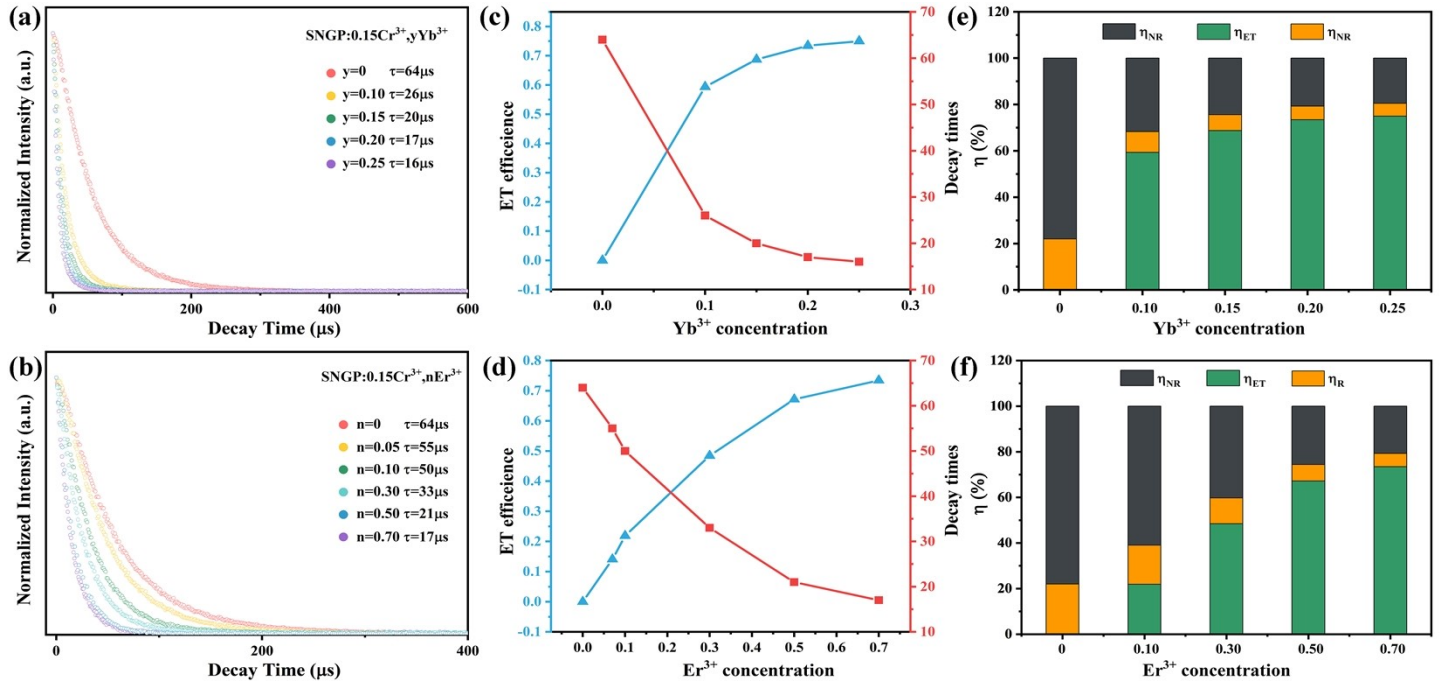 (a)
SNGP:0.15Cr³⁺,yYb³⁺
y=0 τ=64μs
y=0.10 τ=26μs
y=0.15 τ=20μs
y=0.20 τ=17μs
y=0.25 τ=16μs
Normalized Intensity (a.u.)
0 200 400 600
Decay Time (μs)
(c)
0.8
0.7
0.6
0.5
0.4
0.3
0.2
0.1
0.0
-0.1
ET efficeience
70
60
50
40
30
20
10
Decay times
0.0 0.1 0.2 0.3
Yb³⁺ concentration
(e)
η_NR η_ET η_NR
120
100
80
60
40
20
0
η (%)
0 0.10 0.15 0.20 0.25
Yb³⁺ concentration
(b)
SNGP:0.15Cr³⁺,nEr³⁺
n=0 τ=64μs
n=0.05 τ=55μs
n=0.10 τ=50μs
n=0.30 τ=33μs
n=0.50 τ=21μs
n=0.70 τ=17μs
Normalized Intensity (a.u.)
0 200 400
Decay Time (μs)
(d)
0.8
0.7
0.6
0.5
0.4
0.3
0.2
0.1
0.0
-0.1
ET efficeience
70
60
50
40
30
20
10
Decay times
0.0 0.1 0.2 0.3 0.4 0.5 0.6 0.7
Er³⁺ concentration
(f)
η_NR η_ET η_R
120
100
80
60
40
20
0
η (%)
0 0.10 0.30 0.50 0.70
Er³⁺ concentration